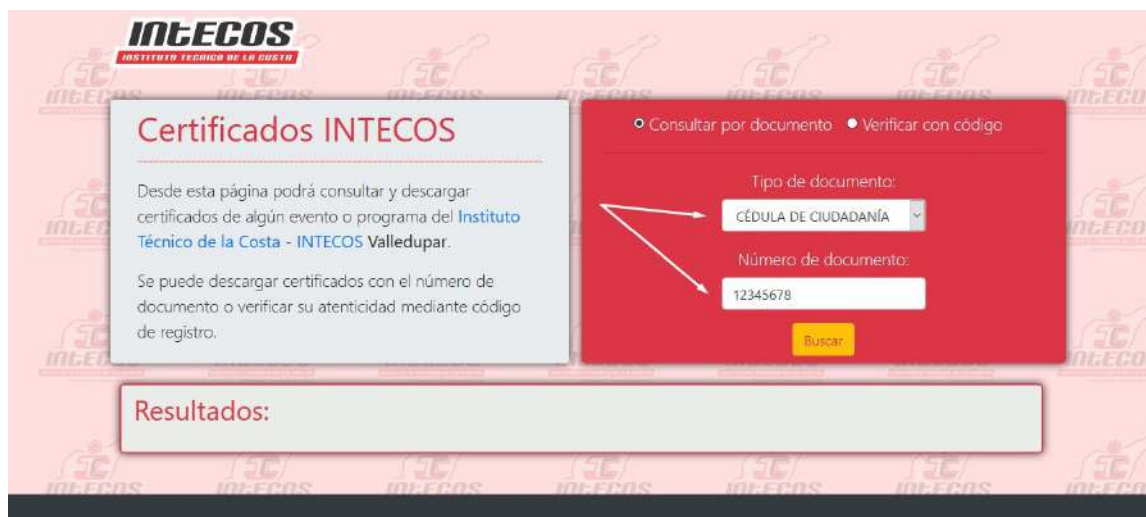 INTECOS
INSTITUTO TECNICO DE LA COSTA
Certificados INTECOS
Desde esta página podrá consultar y descargar
certificados de algún evento o programa del Instituto
Técnico de la Costa - INTECOS Valledupar.
Se puede descargar certificados con el número de
documento o verificar su atenticidad mediante código
de registro.
Consultar por documento Verificar con código
Tipo de documento:
CÉDULA DE CIUDADANÍA
Número de documento:
12345678
Buscar
Resultados: